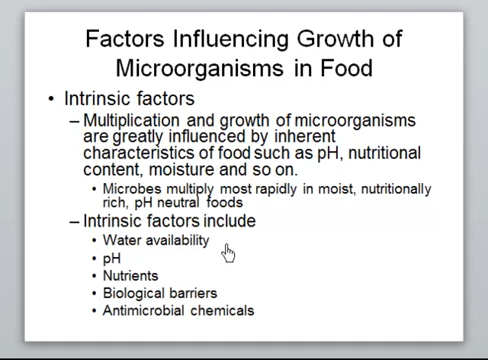 Factors Influencing Growth of
Microorganisms in Food
• Intrinsic factors
– Multiplication and growth of microorganisms
are greatly influenced by inherent
characteristics of food such as pH, nutritional
content, moisture and so on.
• Microbes multiply most rapidly in moist, nutritionally
rich, pH neutral foods
– Intrinsic factors include
• Water availability
• pH
• Nutrients
• Biological barriers
• Antimicrobial chemicals